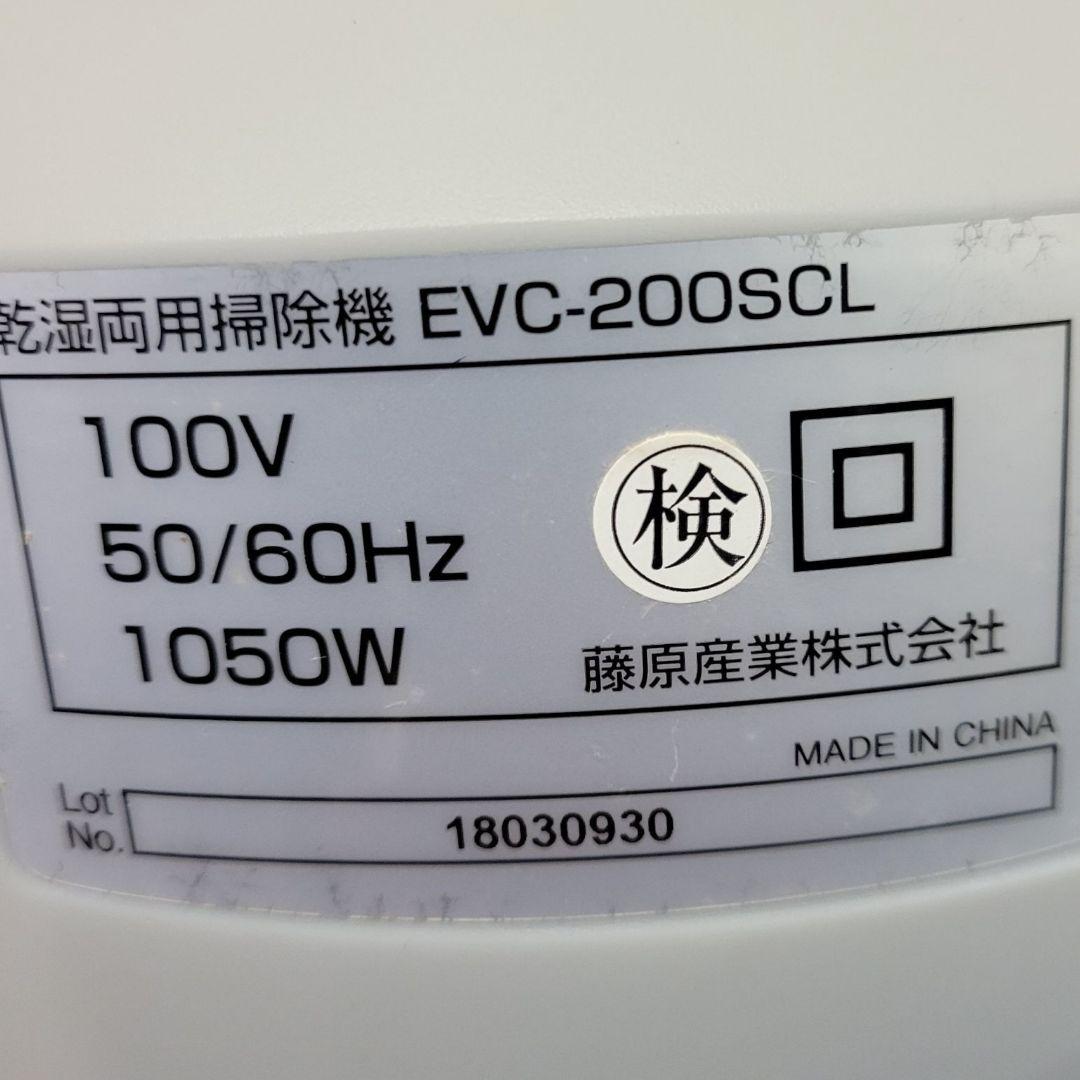 乾湿両用掃除機 EVC-200SCL
100V
50/60Hz
1050W
検
藤原産業株式会社
MADE IN CHINA
Lot No. 18030930